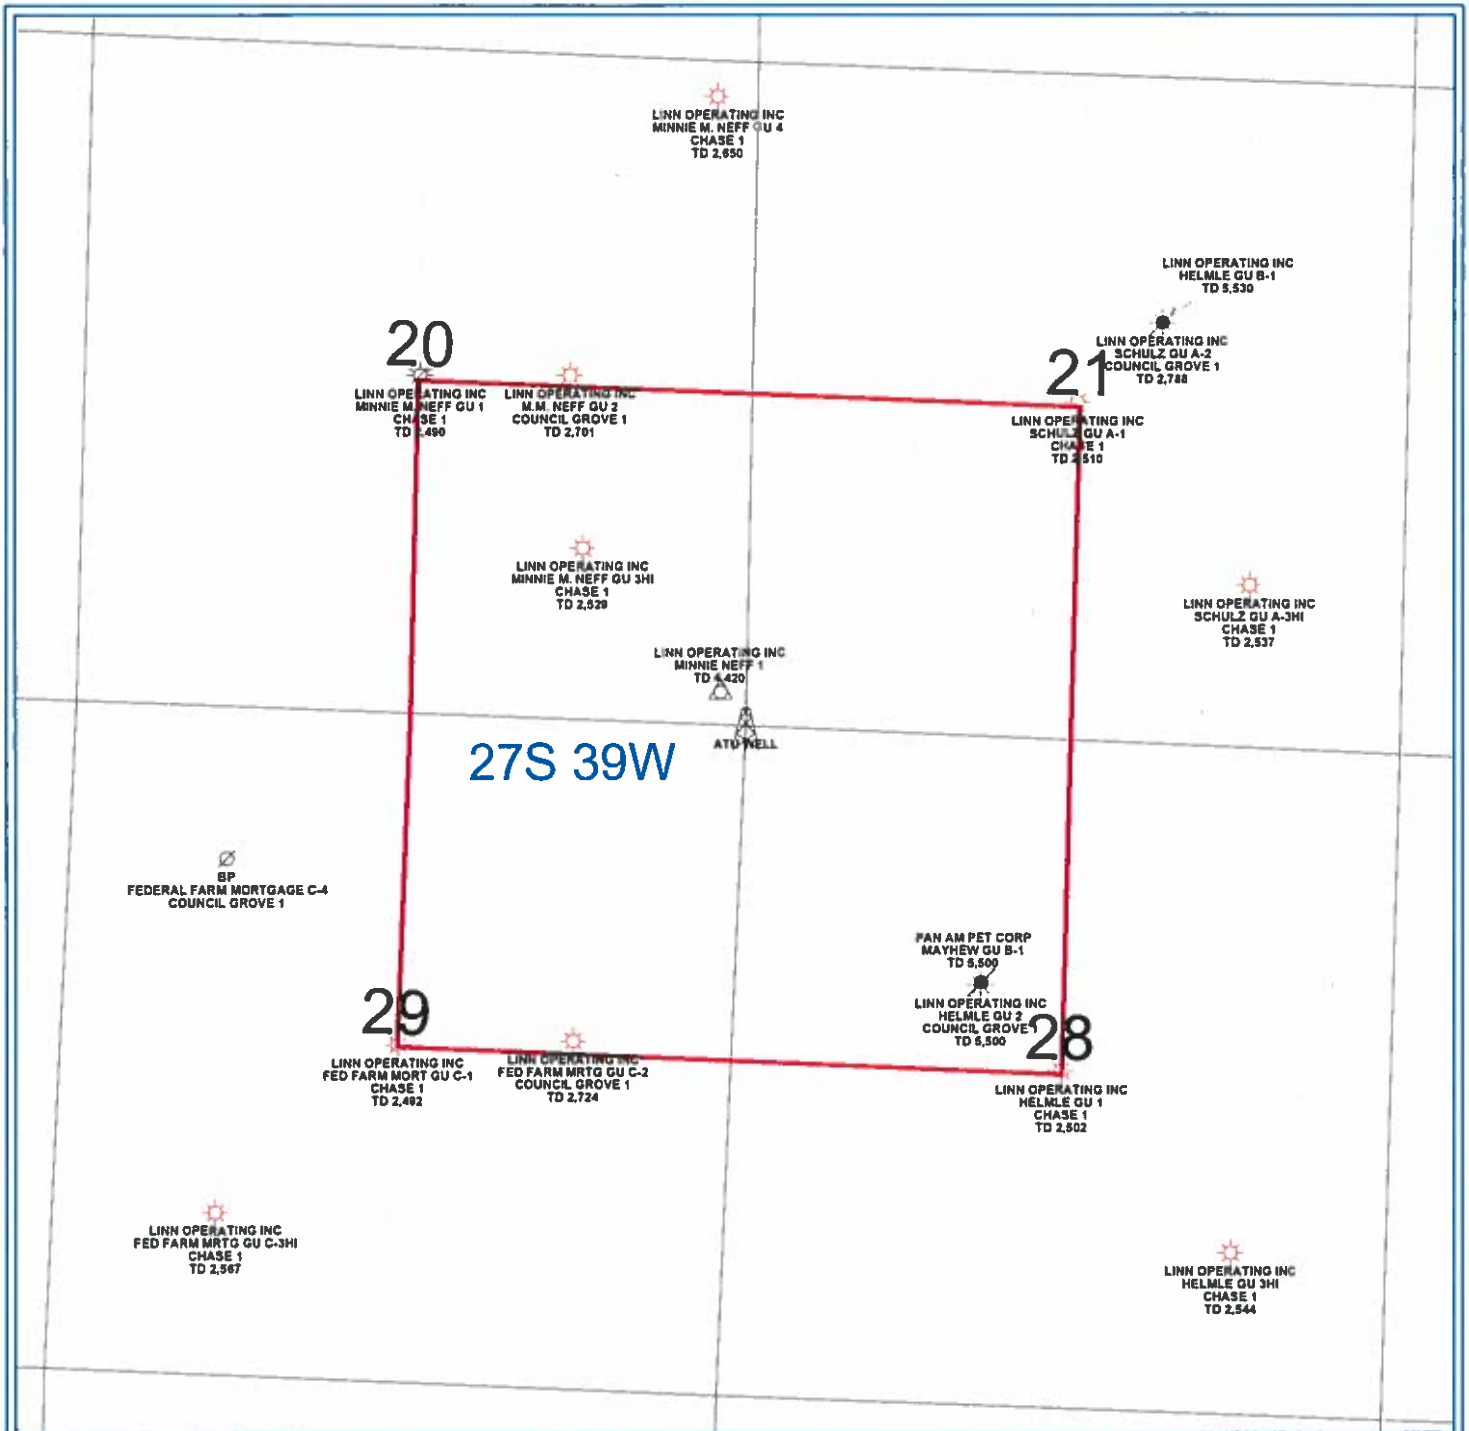 LINN OPERATING INC
MINNIE M. NEFF GU 4
CHASE 1
TD 2,650
LINN OPERATING INC
HELMLE GU B-1
TD 5,530
20
21
LINN OPERATING INC
SCHULZ GU A-2
COUNCIL GROVE 1
TD 2,788
LINN OPERATING INC
MINNIE M. NEFF GU 1
CHASE 1
TD 2,490
LINN OPERATING INC
M.M. NEFF GU 2
COUNCIL GROVE 1
TD 2,701
LINN OPERATING INC
SCHULZ GU A-1
CHASE 1
TD 2,510
LINN OPERATING INC
MINNIE M. NEFF GU 3HI
CHASE 1
TD 2,529
LINN OPERATING INC
SCHULZ GU A-3HI
CHASE 1
TD 2,537
LINN OPERATING INC
MINNIE NEFF 1
TD
ATU WELL
27S 39W
BP
FEDERAL FARM MORTGAGE C-4
COUNCIL GROVE 1
PAN AM PET CORP
MAYHEW GU B-1
TD 5,500
LINN OPERATING INC
HELMLE GU 2
COUNCIL GROVE 1
TD 5,500
29
28
LINN OPERATING INC
FED FARM MORT GU C-1
CHASE 1
TD 2,492
LINN OPERATING INC
FED FARM MRTG GU C-2
COUNCIL GROVE 1
TD 2,724
LINN OPERATING INC
HELMLE GU 1
CHASE 1
TD 2,502
LINN OPERATING INC
FED FARM MRTG GU C-3HI
CHASE 1
TD 2,567
LINN OPERATING INC
HELMLE GU 3HI
CHASE 1
TD 2,544